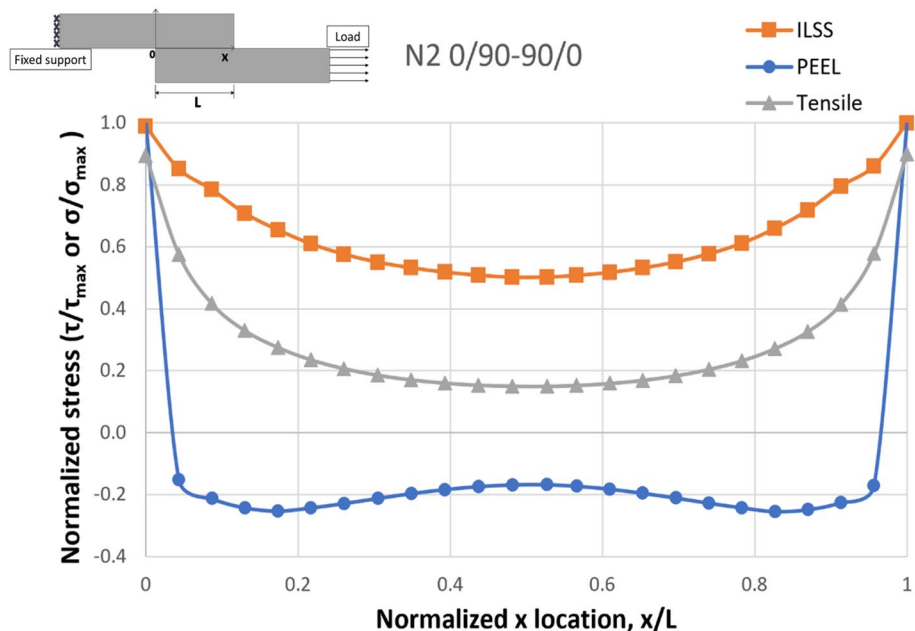 Load
Fixed support
0
X
L
N2 0/90-90/0
ILSS
PEEL
Tensile
Normalized stress (τ/τmax or σ/σmax)
1.0
0.8
0.6
0.4
0.2
0.0
-0.2
-0.4
0
0.2
0.4
0.6
0.8
1
Normalized x location, x/L